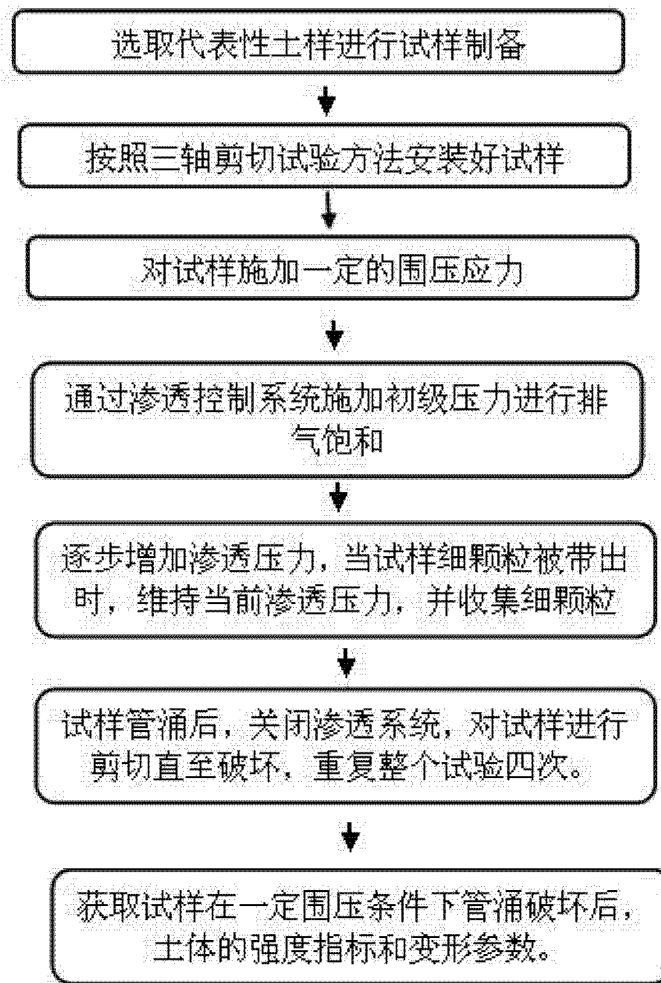 选取代表性土样进行试样制备
按照三轴剪切试验方法安装好试样
对试样施加一定的围压应力
通过渗透控制系统施加初级压力进行排
气饱和
逐步增加渗透压力，当试样细颗粒被带出
时，维持当前渗透压力，并收集细颗粒
试样管涌后，关闭渗透系统，对试样进行
剪切直至破坏，重复整个试验四次。
获取试样在一定围压条件下管涌破坏后，
土体的强度指标和变形参数。